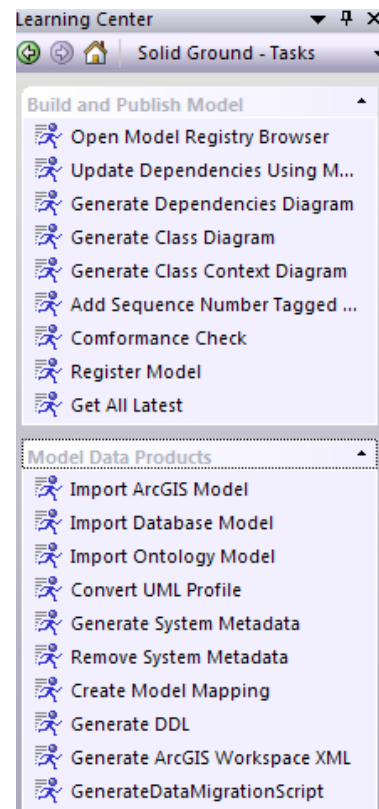 Learning Center
Solid Ground - Tasks
Build and Publish Model
Open Model Registry Browser
Update Dependencies Using M...
Generate Dependencies Diagram
Generate Class Diagram
Generate Class Context Diagram
Add Sequence Number Tagged ...
Comformance Check
Register Model
Get All Latest
Model Data Products
Import ArcGIS Model
Import Database Model
Import Ontology Model
Convert UML Profile
Generate System Metadata
Remove System Metadata
Create Model Mapping
Generate DDL
Generate ArcGIS Workspace XML
GenerateDataMigrationScript